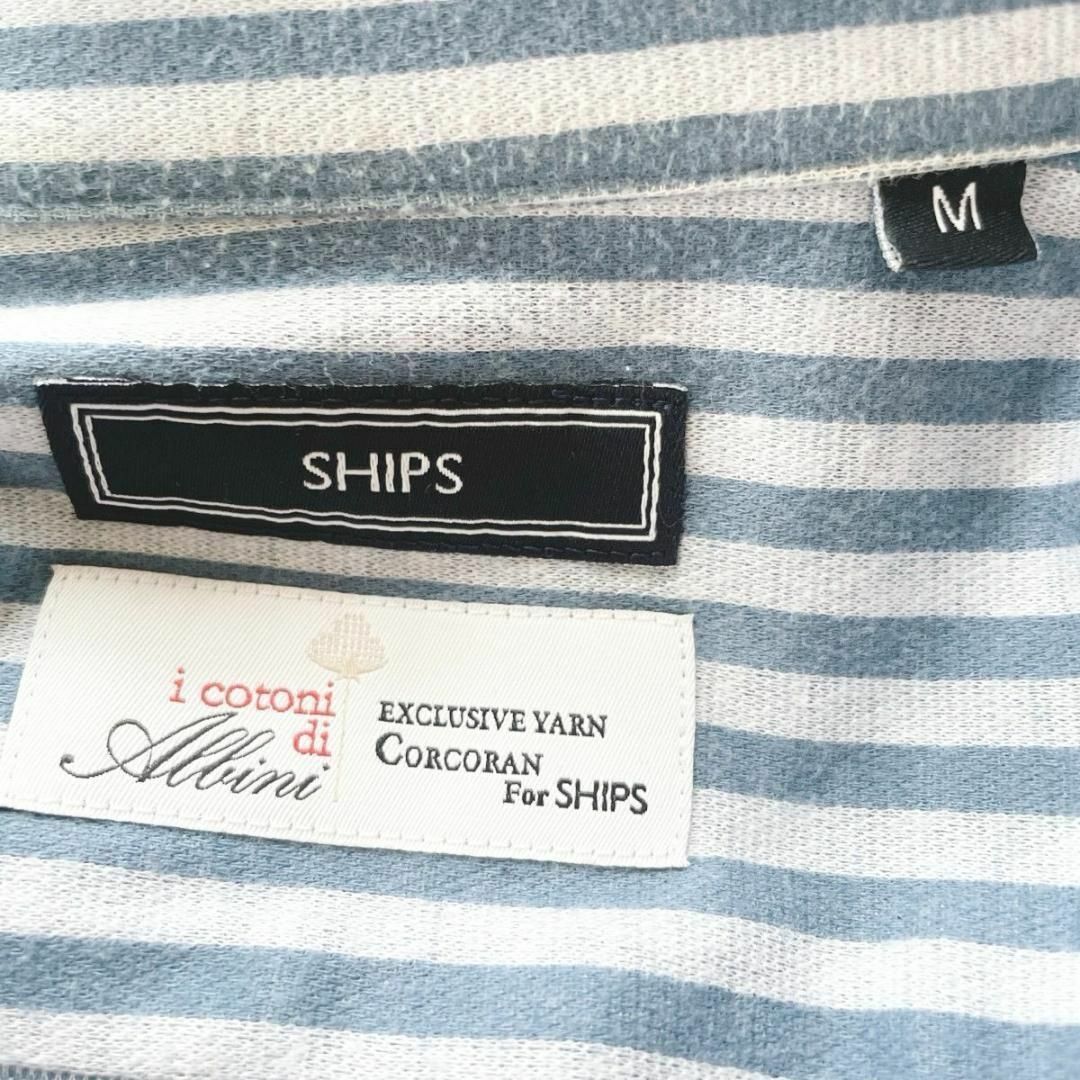 M
SHIPS
i cotoni
di
Albini
EXCLUSIVE YARN
CORCORAN
For SHIPS